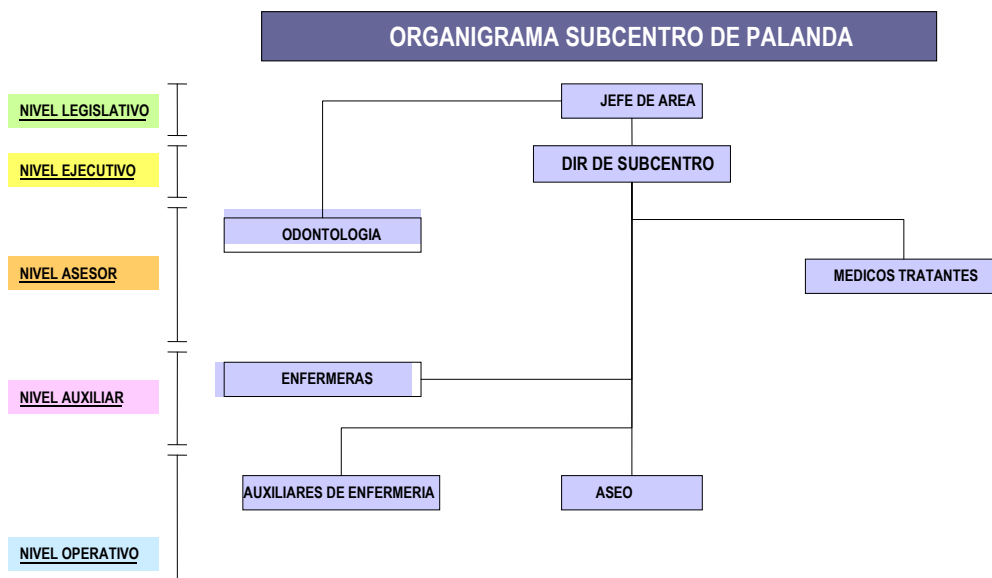 ORGANIGRAMA SUBCENTRO DE PALANDA
NIVEL LEGISLATIVO
JEFE DE AREA
NIVEL EJECUTIVO
DIR DE SUBCENTRO
ODONTOLOGIA
NIVEL ASESOR
MEDICOS TRATANTES
ENFERMERAS
NIVEL AUXILIAR
AUXILIARES DE ENFERMERIA
ASEO
NIVEL OPERATIVO